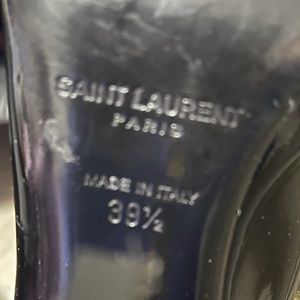 SAINT LAURENT
PARIS
MADE IN ITALY
39½